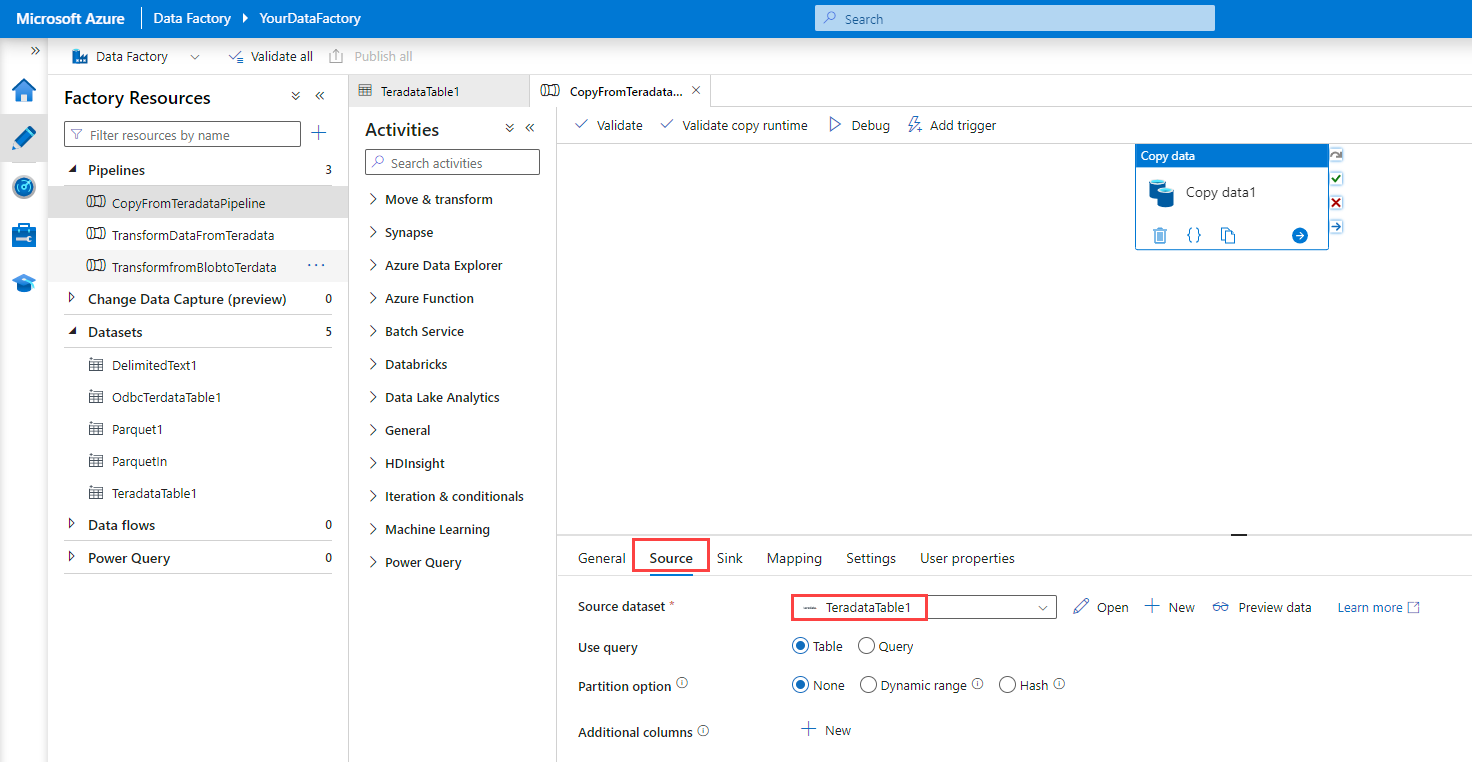 Microsoft Azure Data Factory YourDataFactory Search
Data Factory Validate all Publish all
Factory Resources
Filter resources by name
Pipelines 3
CopyFromTeradataPipeline
TransformDataFromTeradata
TransformfromBlobtoTerdata ...
Change Data Capture (preview) 0
Datasets 5
DelimitedText1
OdbcTerdataTable1
Parquet1
ParquetIn
TeradataTable1
Data flows 0
Power Query 0
TeradataTable1 CopyFromTeradata...
Activities
Search activities
Move & transform
Synapse
Azure Data Explorer
Azure Function
Batch Service
Databricks
Data Lake Analytics
General
HDInsight
Iteration & conditionals
Machine Learning
Power Query
Validate Validate copy runtime Debug Add trigger
Copy data
Copy data1
General Source Sink Mapping Settings User properties
Source dataset * TeradataTable1 Open New Preview data Learn more
Use query Table Query
Partition option None Dynamic range Hash
Additional columns New